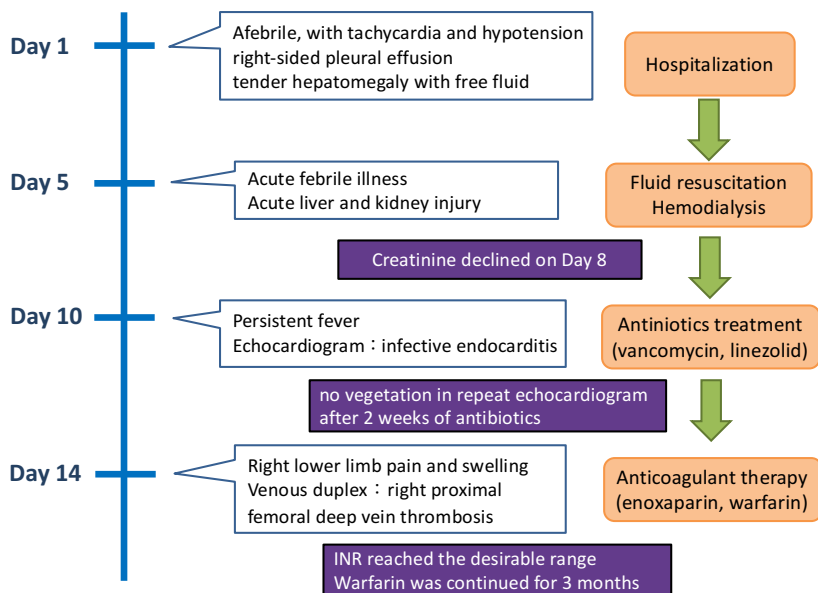 Day 1
Afebrile, with tachycardia and hypotension
right-sided pleural effusion
tender hepatomegaly with free fluid
Hospitalization
Day 5
Acute febrile illness
Acute liver and kidney injury
Fluid resuscitation
Hemodialysis
Creatinine declined on Day 8
Day 10
Persistent fever
Echocardiogram：infective endocarditis
Antiniotics treatment
(vancomycin, linezolid)
no vegetation in repeat echocardiogram
after 2 weeks of antibiotics
Day 14
Right lower limb pain and swelling
Venous duplex：right proximal
femoral deep vein thrombosis
Anticoagulant therapy
(enoxaparin, warfarin)
INR reached the desirable range
Warfarin was continued for 3 months